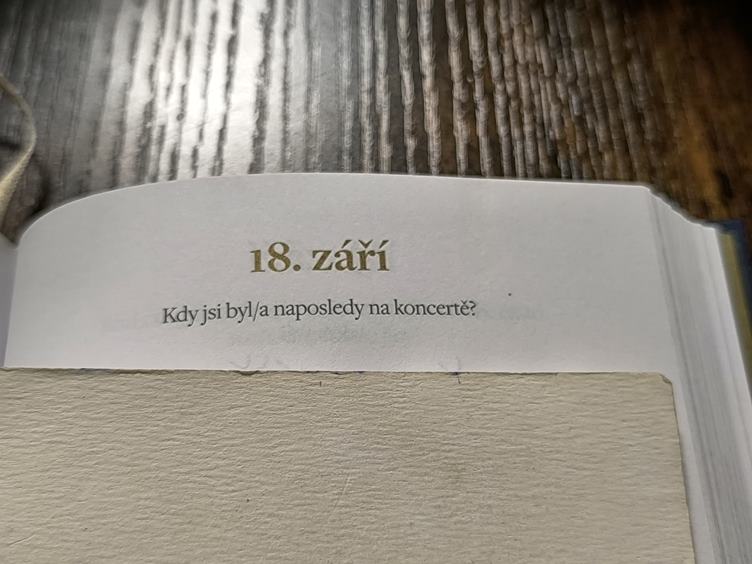 18. září
Kdy jsi byl/a naposledy na koncertě?